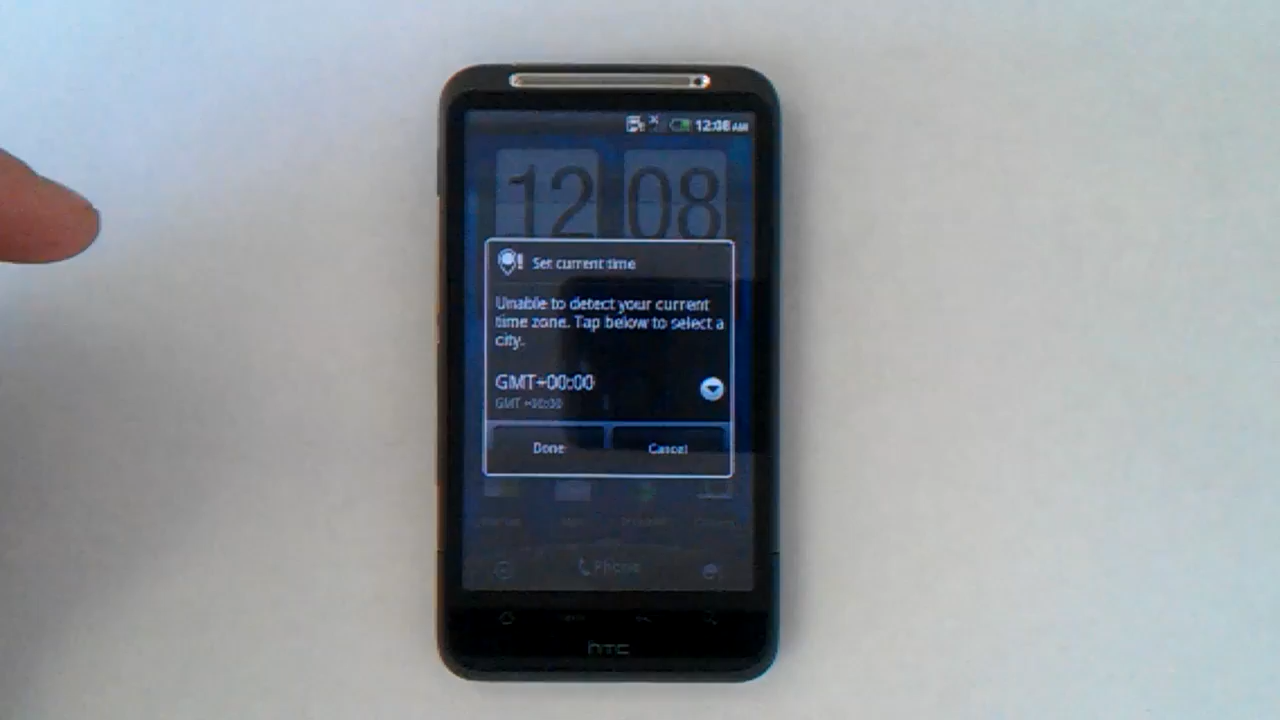 12:08 AM
12 08
Set current time
Unable to detect your current
time zone. Tap below to select a
city.
GMT+00:00
GMT +00:00
Done Cancel
Phone
hTC